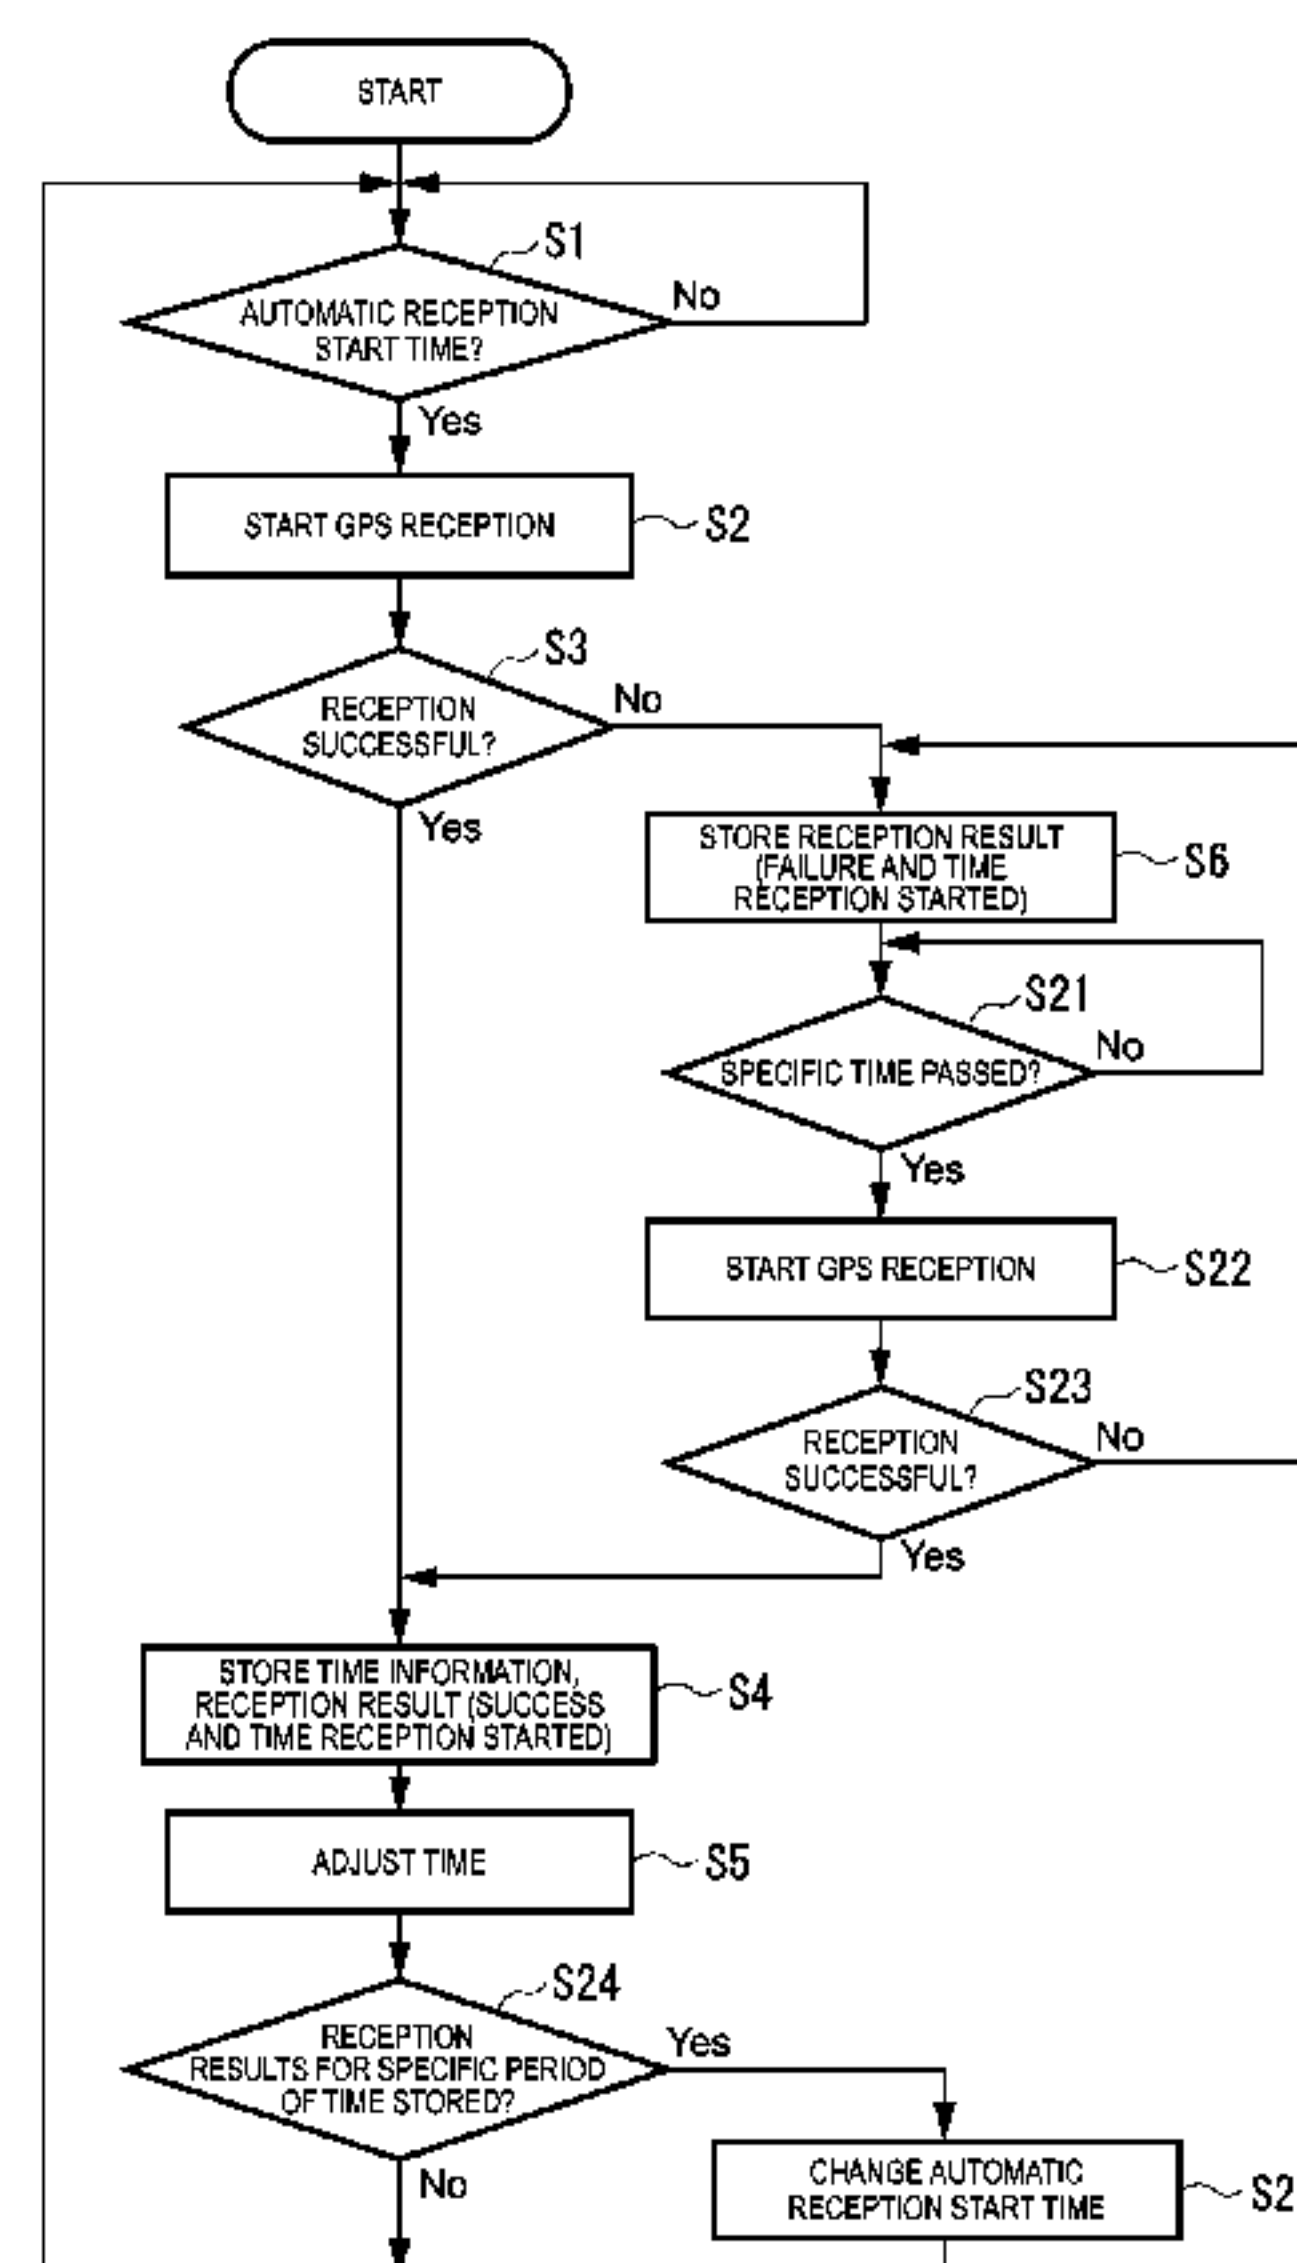 START
S1
AUTOMATIC RECEPTION
START TIME?
No
Yes
START GPS RECEPTION
S2
S3
RECEPTION
SUCCESSFUL?
No
Yes
STORE RECEPTION RESULT
(FAILURE AND TIME
RECEPTION STARTED)
S6
S21
SPECIFIC TIME PASSED?
No
Yes
START GPS RECEPTION
S22
S23
RECEPTION
SUCCESSFUL?
No
Yes
STORE TIME INFORMATION,
RECEPTION RESULT (SUCCESS
AND TIME RECEPTION STARTED)
S4
ADJUST TIME
S5
S24
RECEPTION
RESULTS FOR SPECIFIC PERIOD
OF TIME STORED?
Yes
No
CHANGE AUTOMATIC
RECEPTION START TIME
S2